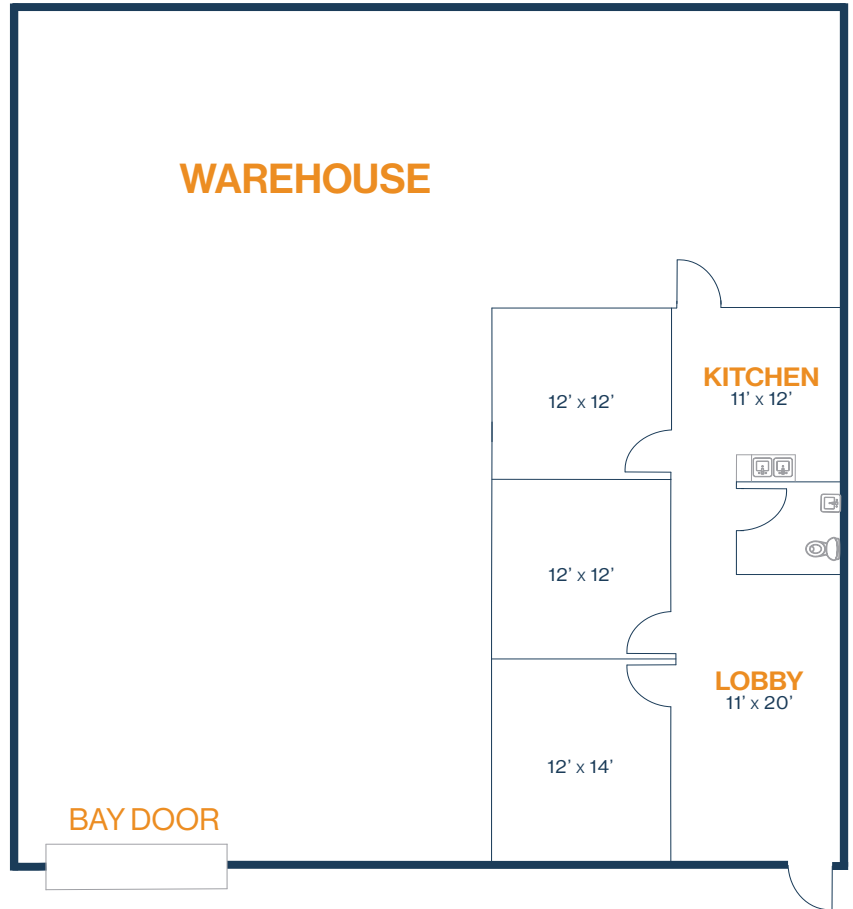 WAREHOUSE
KITCHEN
11’ x 12’
12’ x 12’
12’ x 12’
LOBBY
11’ x 20’
12’ x 14’
BAY DOOR